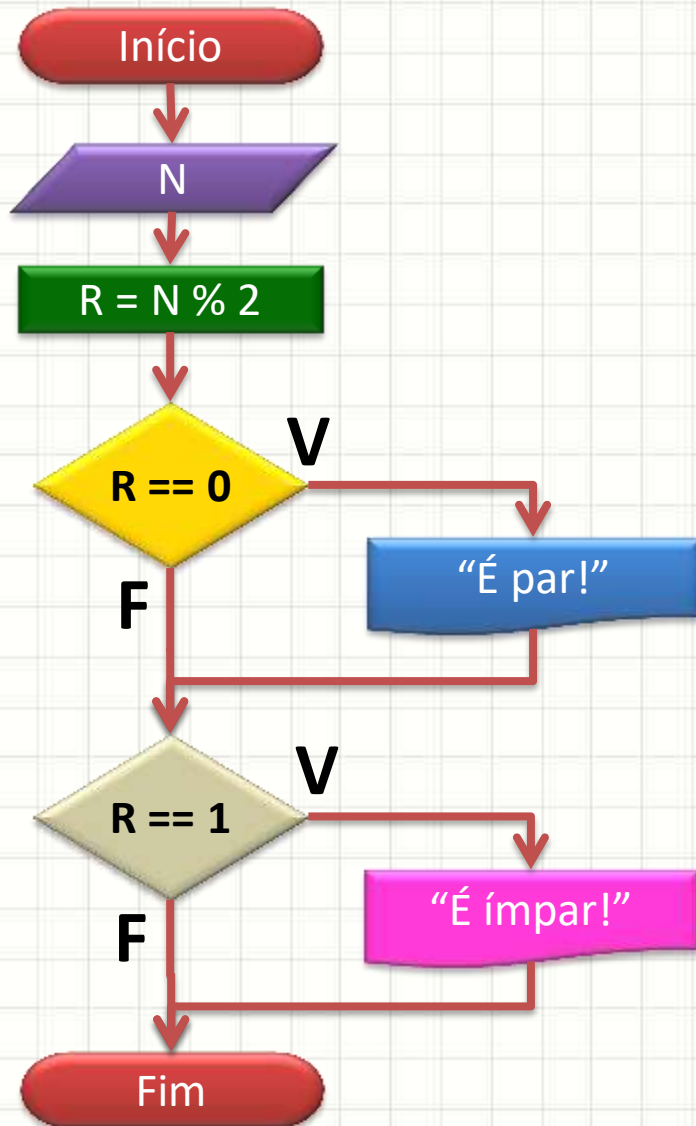 Início
N
R = N % 2
R == 0
V
“É par!”
F
R == 1
V
“É ímpar!”
F
Fim